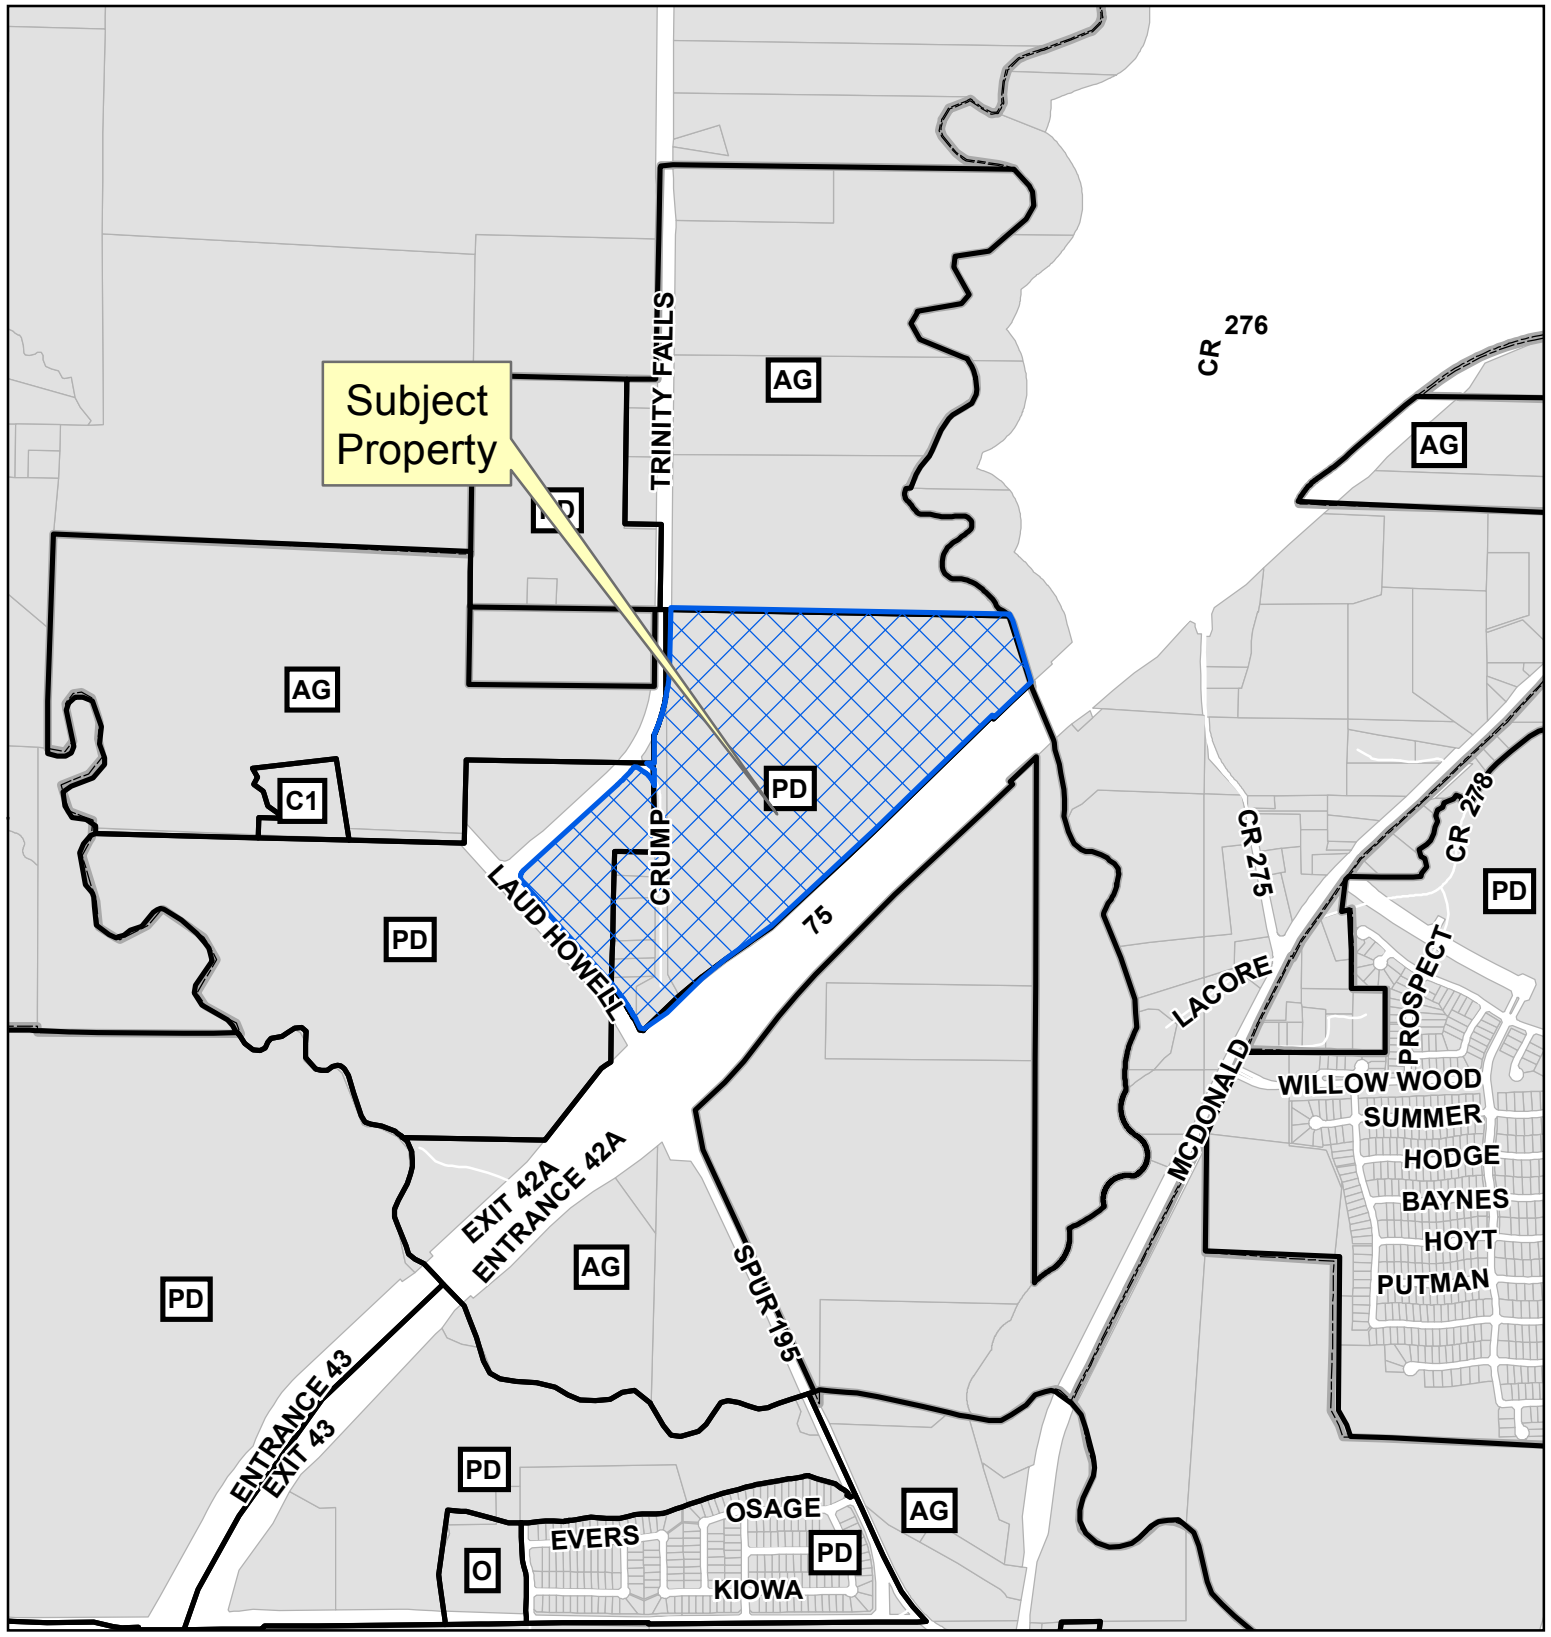 CR 276
TRINITY FALLS
AG
Subject
Property
AG
PD
AG
C1
PD
CRUMP
CR 275
CR 278
PD
LAUD HOWELL
PD
75
LACORE
PROSPECT
MCDONALD
WILLOW WOOD
SUMMER
HODGE
BAYNES
HOYT
PUTMAN
EXIT 42A
ENTRANCE 42A
AG
PD
SPUR 195
ENTRANCE 43
EXIT 43
PD
OSAGE
AG
EVERS
PD
O
KIOWA